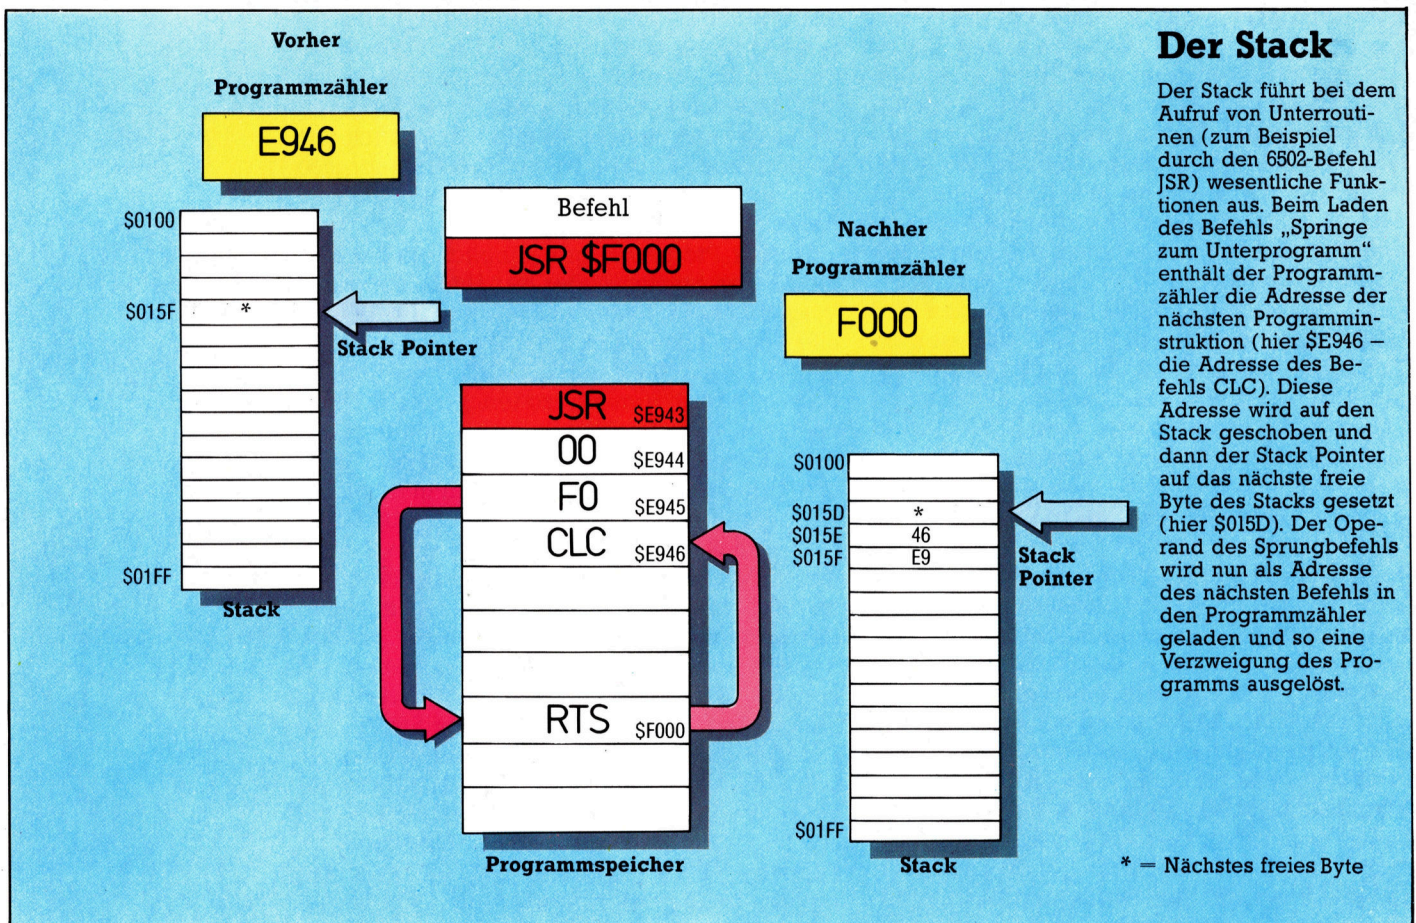 Vorher
Programmzähler
E946
$0100
$015F
*
Stack Pointer
$01FF
Stack
Befehl
JSR $F000
JSR $E943
00 $E944
F0 $E945
CLC $E946
RTS $F000
Programmspeicher
Nachher
Programmzähler
F000
$0100
$015D *
$015E 46
$015F E9
Stack
Pointer
$01FF
Stack
Der Stack
Der Stack führt bei dem
Aufruf von Unterrouti-
nen (zum Beispiel
durch den 6502-Befehl
JSR) wesentliche Funk-
tionen aus. Beim Laden
des Befehls „Springe
zum Unterprogramm“
enthält der Programm-
zähler die Adresse der
nächsten Programmin-
struktion (hier $E946 —
die Adresse des Be-
fehls CLC). Diese
Adresse wird auf den
Stack geschoben und
dann der Stack Pointer
auf das nächste freie
Byte des Stacks gesetzt
(hier $015D). Der Ope-
rand des Sprungbefehls
wird nun als Adresse
des nächsten Befehls in
den Programmzähler
geladen und so eine
Verzweigung des Pro-
gramms ausgelöst.
* = Nächstes freies Byte